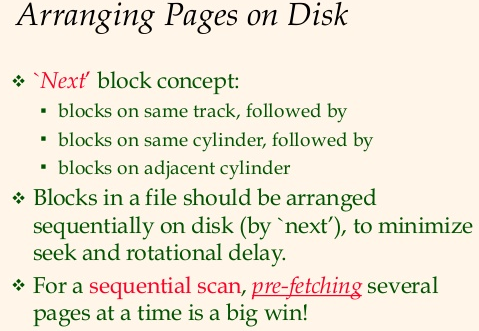 Arranging Pages on Disk
❖ `Next' block concept:
▪ blocks on same track, followed by
▪ blocks on same cylinder, followed by
▪ blocks on adjacent cylinder
❖ Blocks in a file should be arranged
sequentially on disk (by `next'), to minimize
seek and rotational delay.
❖ For a sequential scan, pre-fetching several
pages at a time is a big win!